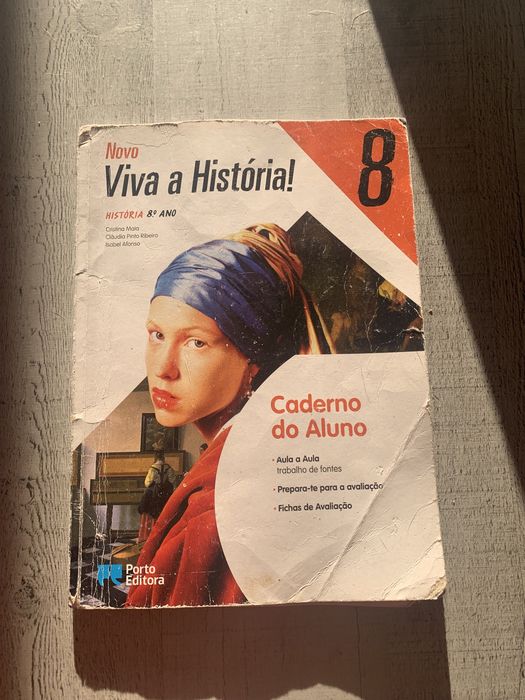 Novo
Viva a História!
8
HISTÓRIA 8.º ANO
Cristina Maia
Cláudia Pinto Ribeiro
Isabel Afonso
Caderno
do Aluno
• Aula a Aula
trabalho de fontes
• Prepara-te para a avaliação
• Fichas de Avaliação
Porto
Editora